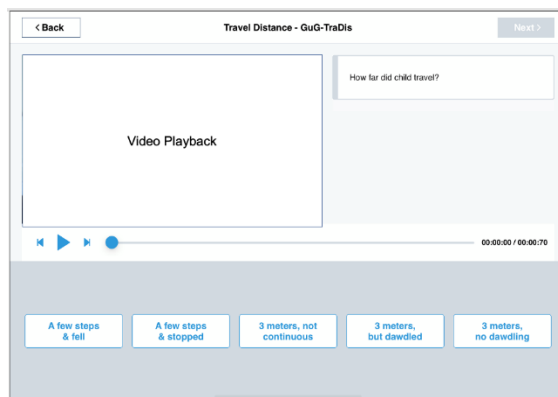 < Back
Travel Distance - GuG-TraDis
Next >
How far did child travel?
Video Playback
00:00:00 / 00:00:70
A few steps
& fell
A few steps
& stopped
3 meters, not
continuous
3 meters,
but dawdled
3 meters,
no dawdling